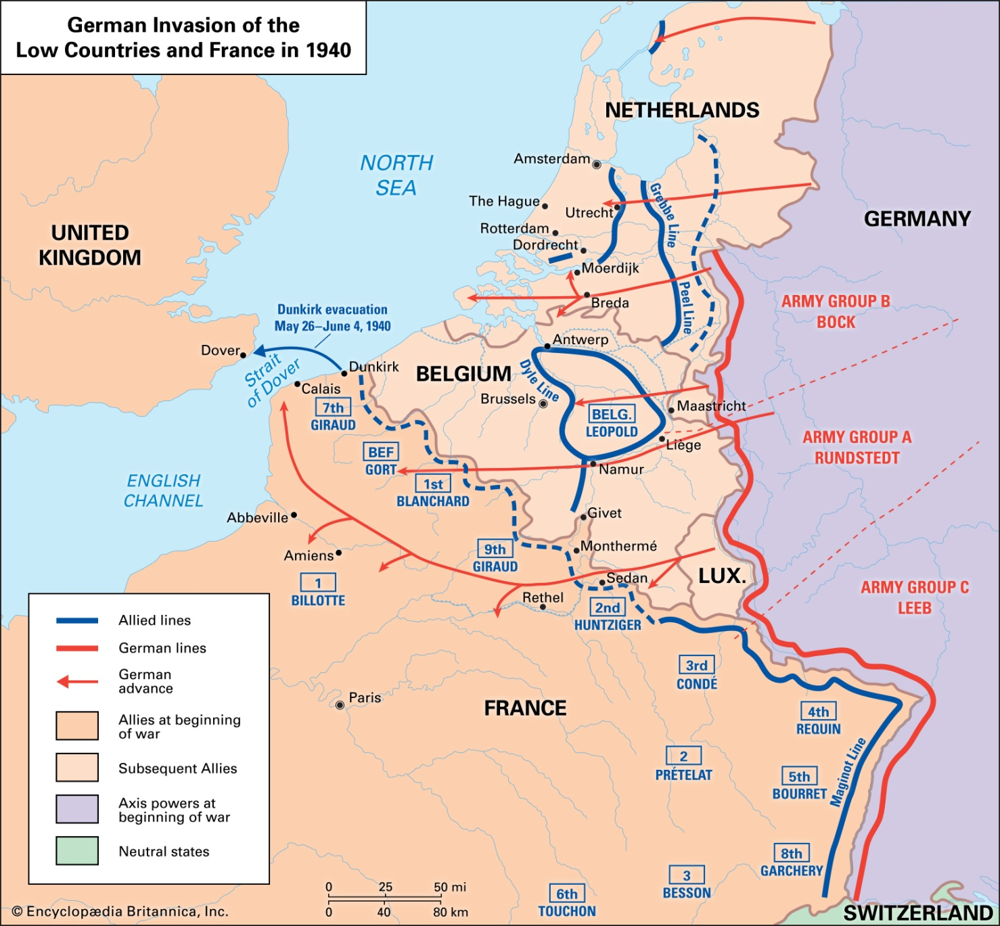 German Invasion of the
Low Countries and France in 1940
NETHERLANDS
NORTH
SEA
Amsterdam
The Hague
Utrecht
Rotterdam
Dordrecht
Moerdijk
Breda
Grebbe Line
Peel Line
UNITED
KINGDOM
GERMANY
ARMY GROUP B
BOCK
Dunkirk evacuation
May 26–June 4, 1940
Dover
Strait
of Dover
Dunkirk
Calais
Antwerp
BELGIUM
Dyle Line
Brussels
Maastricht
BELG.
LEOPOLD
Liège
7th
GIRAUD
ARMY GROUP A
RUNDSTEDT
BEF
GORT
Namur
1st
BLANCHARD
ENGLISH
CHANNEL
Abbeville
Givet
Amiens
9th
GIRAUD
Monthermé
1
BILLOTTE
Sedan
LUX.
Rethel
2nd
HUNTZIGER
ARMY GROUP C
LEEB
3rd
CONDÉ
Paris
FRANCE
4th
REQUIN
2
PRÉTELAT
5th
BOURRET
Maginot Line
8th
GARCHERY
3
BESSON
6th
TOUCHON
SWITZERLAND
Allied lines
German lines
German
advance
Allies at beginning
of war
Subsequent Allies
Axis powers at
beginning of war
Neutral states
0 25 50 mi
0 40 80 km
© Encyclopædia Britannica, Inc.